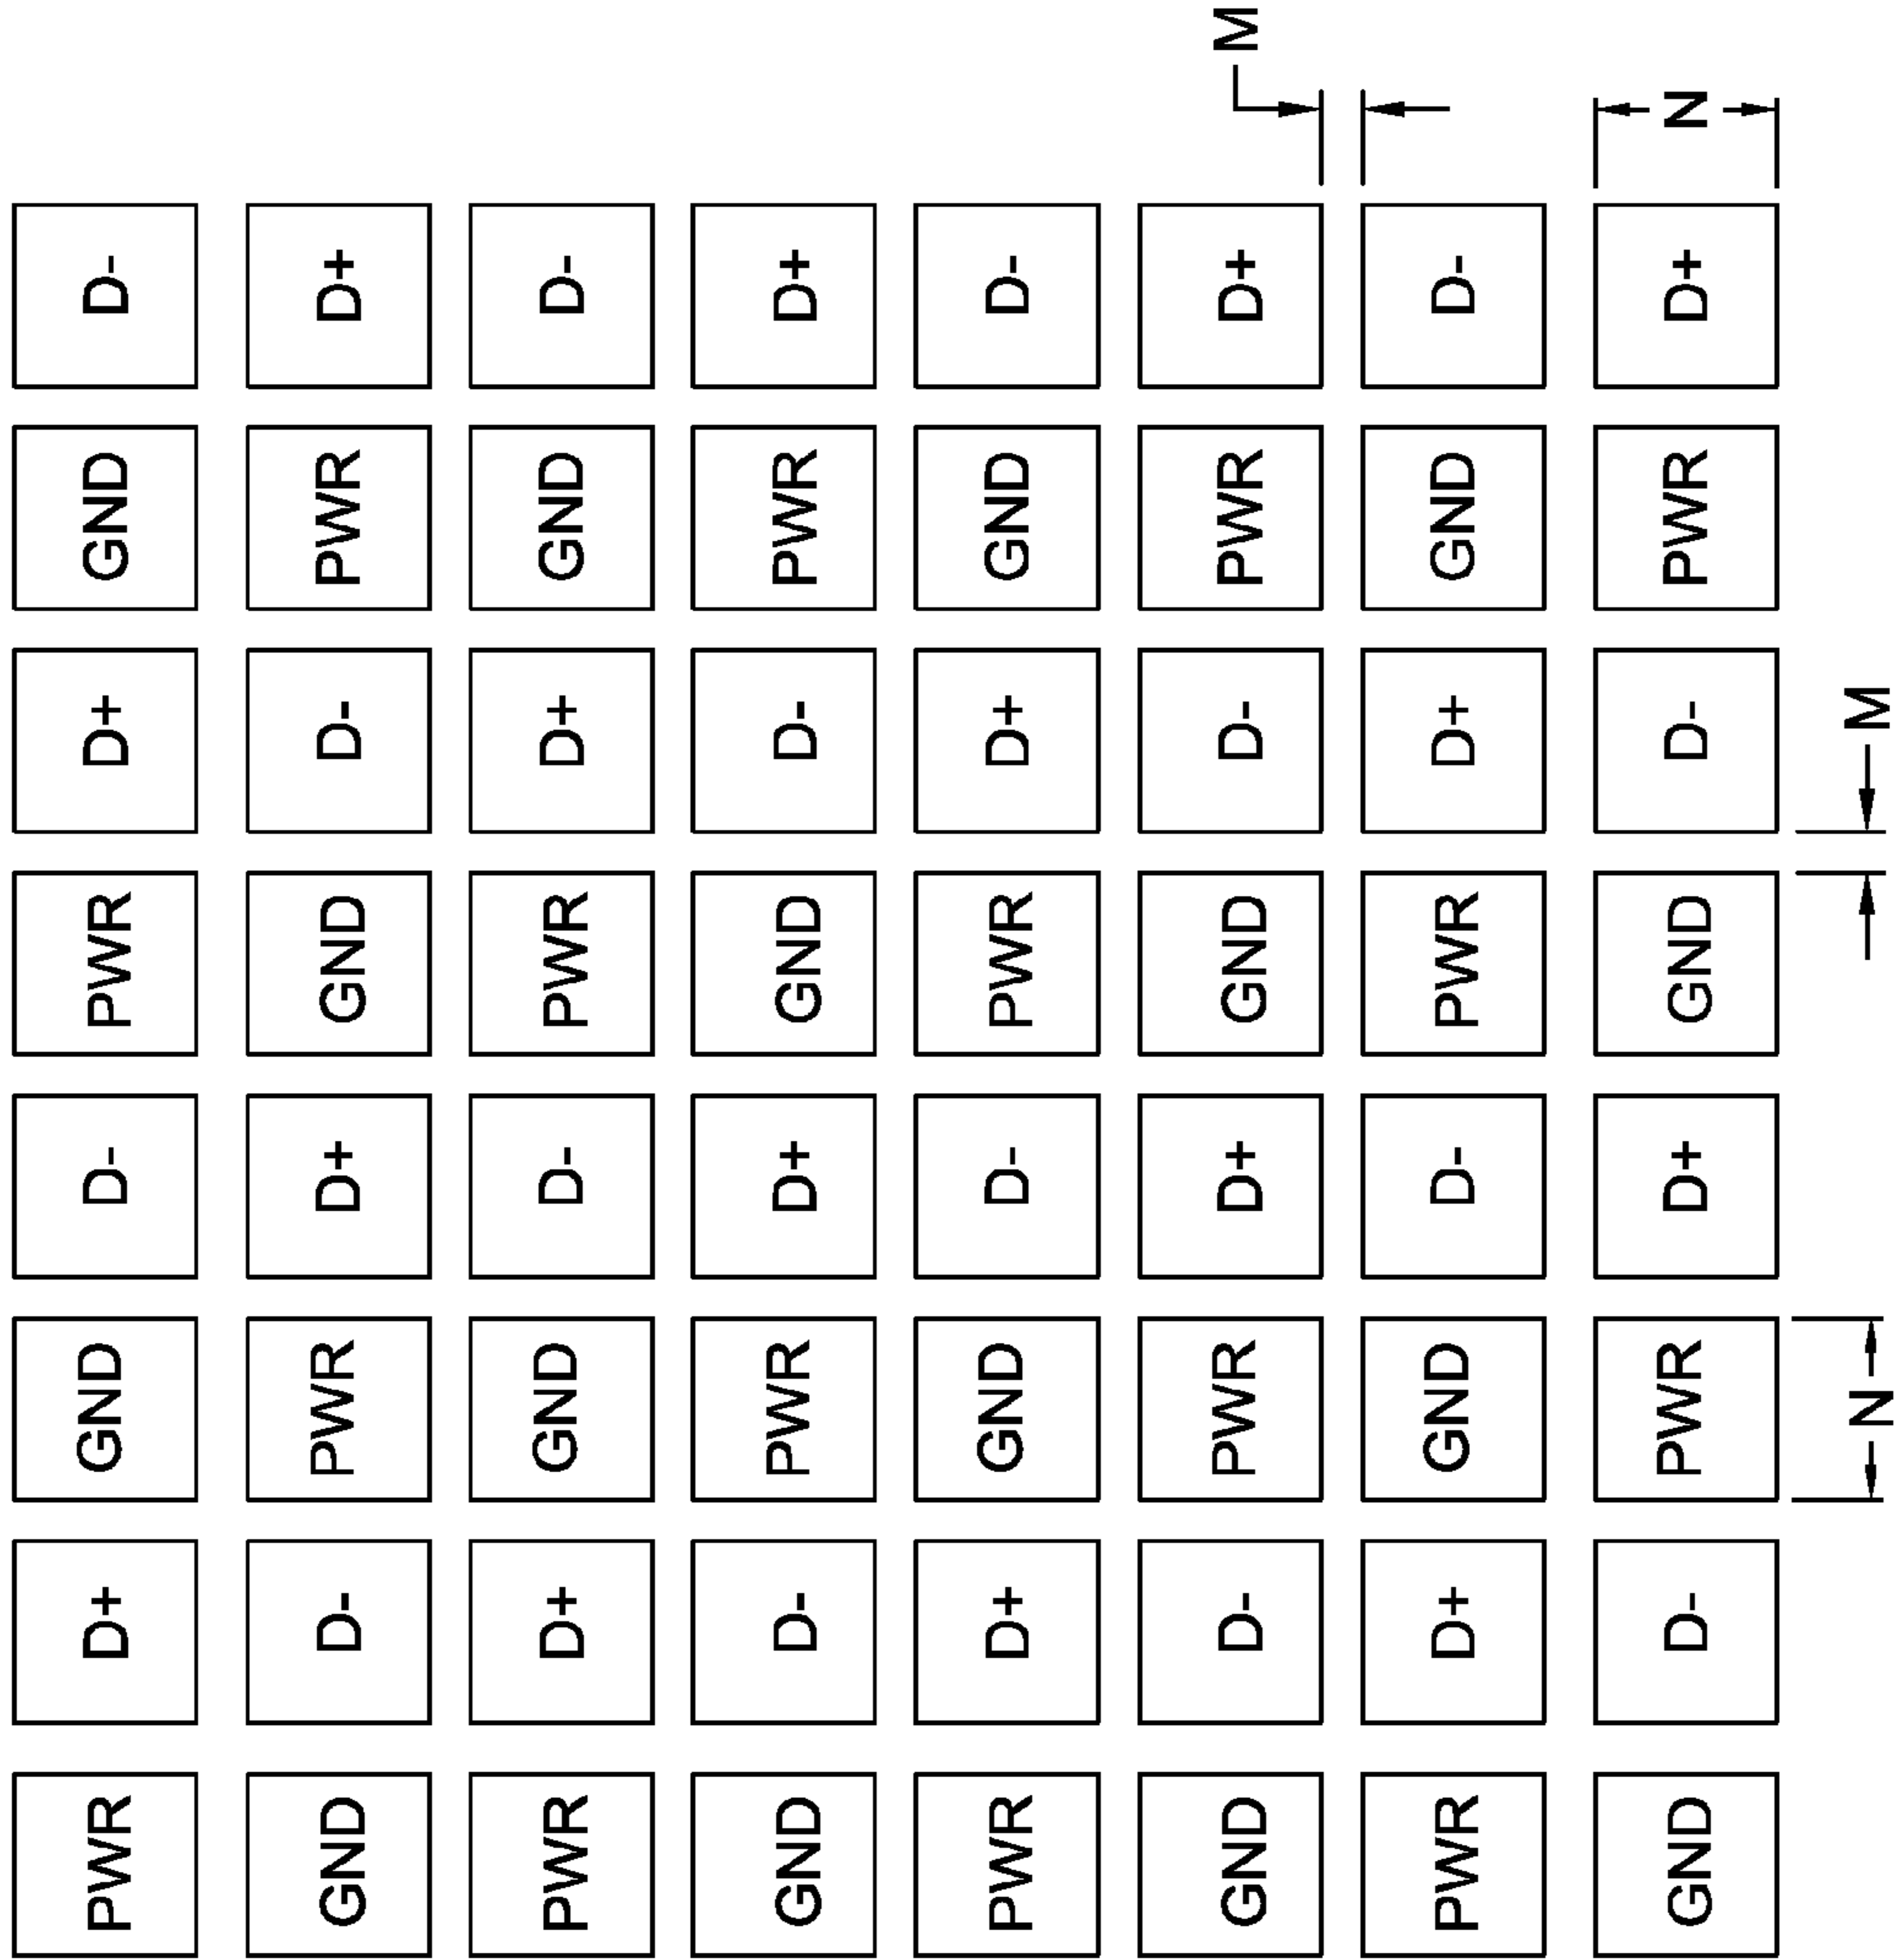 PWR D+ GND D- PWR D+ GND D-
GND D- PWR D+ GND D- PWR D+
PWR D+ GND D- PWR D+ GND D-
GND D- PWR D+ GND D- PWR D+
PWR D+ GND D- PWR D+ GND D-
GND D- PWR D+ GND D- PWR D+ M
PWR D+ GND D- PWR D+ GND D-
GND D- PWR D+ GND D- PWR D+ N
N M